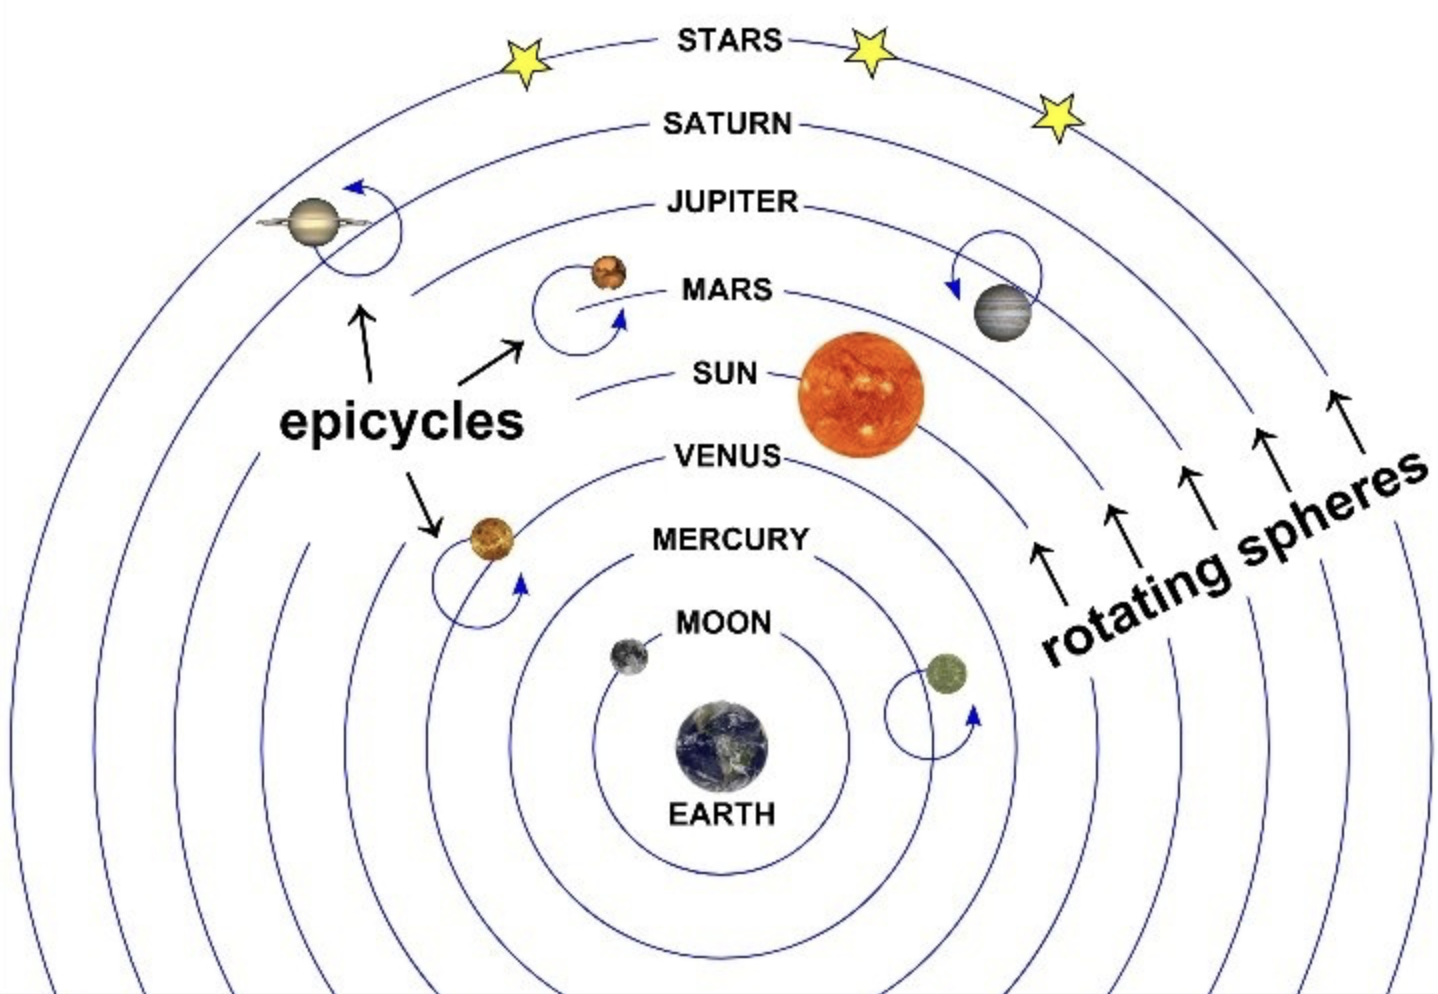 STARS
SATURN
JUPITER
MARS
SUN
epicycles
VENUS
rotating spheres
MERCURY
MOON
EARTH